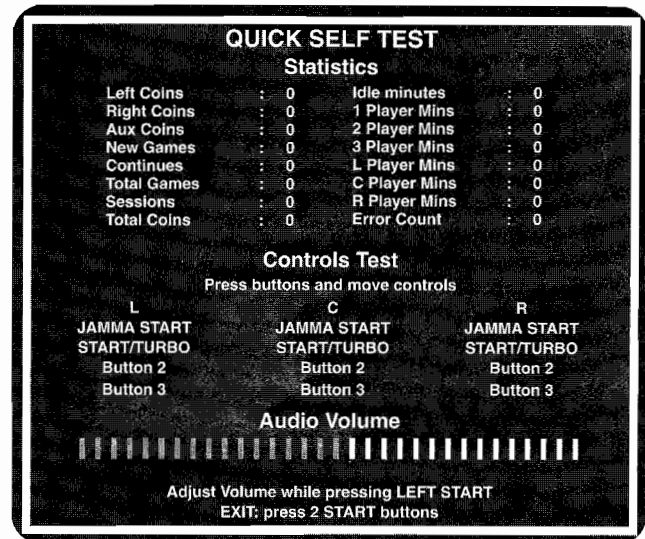 QUICK SELF TEST
Statistics
Left Coins : 0 Idle minutes : 0
Right Coins : 0 1 Player Mins : 0
Aux Coins : 0 2 Player Mins : 0
New Games : 0 3 Player Mins : 0
Continues : 0 L Player Mins : 0
Total Games : 0 C Player Mins : 0
Sessions : 0 R Player Mins : 0
Total Coins : 0 Error Count : 0
Controls Test
Press buttons and move controls
L C R
JAMMA START JAMMA START JAMMA START
START/TURBO START/TURBO START/TURBO
Button 2 Button 2 Button 2
Button 3 Button 3 Button 3
Audio Volume
Adjust Volume while pressing LEFT START
EXIT: press 2 START buttons